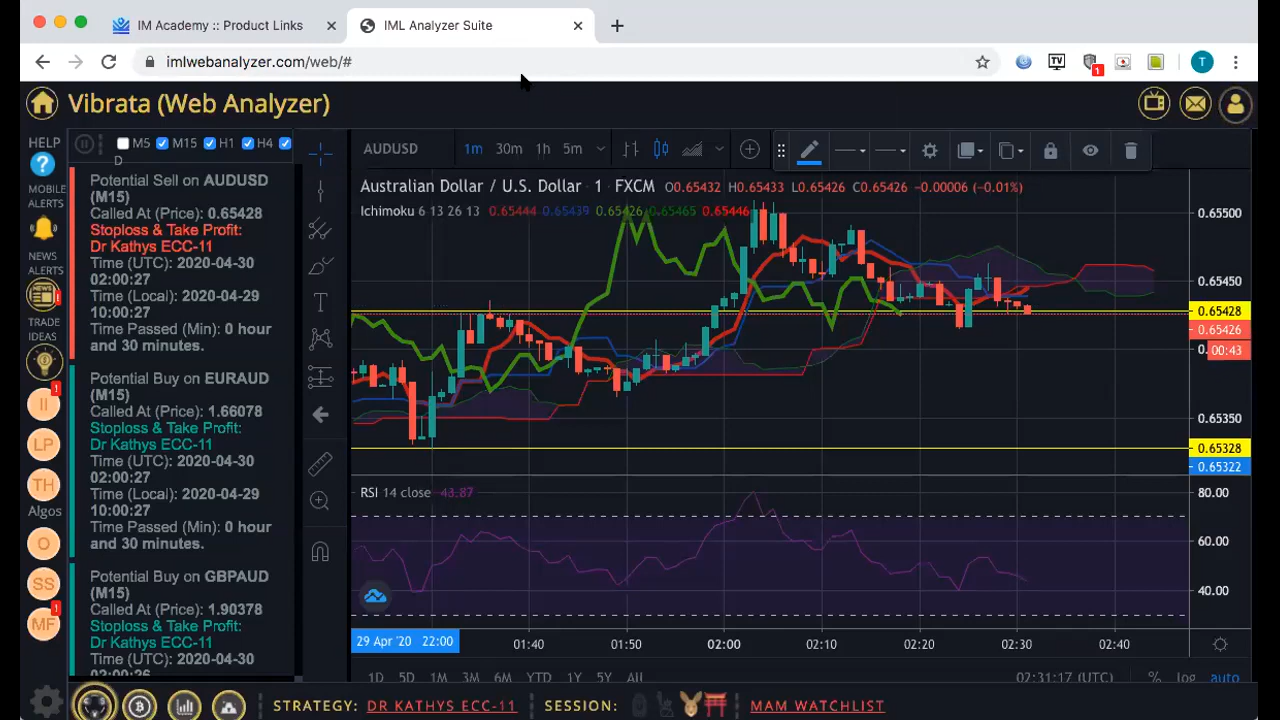 IM Academy :: Product Links
IML Analyzer Suite
imlwebanalyzer.com/web/#
TV
1
T
Vibrata (Web Analyzer)
HELP
?
MOBILE
ALERTS
NEWS
ALERTS
TRADE
IDEAS
II
LP
TH
Algos
O
SS
MF
M5 M15 H1 H4
D
Potential Sell on AUDUSD
(M15)
Called At (Price): 0.65428
Stoploss & Take Profit:
Dr Kathys ECC-11
Time (UTC): 2020-04-30
02:00:27
Time (Local): 2020-04-29
10:00:27
Time Passed (Min): 0 hour
and 30 minutes.
Potential Buy on EURAUD
(M15)
Called At (Price): 1.66078
Stoploss & Take Profit:
Dr Kathys ECC-11
Time (UTC): 2020-04-30
02:00:27
Time (Local): 2020-04-29
10:00:27
Time Passed (Min): 0 hour
and 30 minutes.
Potential Buy on GBPAUD
(M15)
Called At (Price): 1.90378
Stoploss & Take Profit:
Dr Kathys ECC-11
Time (UTC): 2020-04-30
02:00:26
AUDUSD 1m 30m 1h 5m
Australian Dollar / U.S. Dollar · 1 · FXCM O0.65432 H0.65433 L0.65426 C0.65426 −0.00006 (−0.01%)
Ichimoku 6 13 26 13 0.65444 0.65439 0.65426 0.65465 0.65446
0.65500
0.65450
0.65428
0.65426
00:43
0.65350
0.65328
0.65322
RSI 14 close 43.87
80.00
60.00
40.00
29 Apr '20 22:00 01:40 01:50 02:00 02:10 02:20 02:30 02:40
1D 5D 1M 3M 6M YTD 1Y 5Y All 02:31:17 (UTC) % log auto
STRATEGY: DR KATHYS ECC-11 SESSION: MAM WATCHLIST